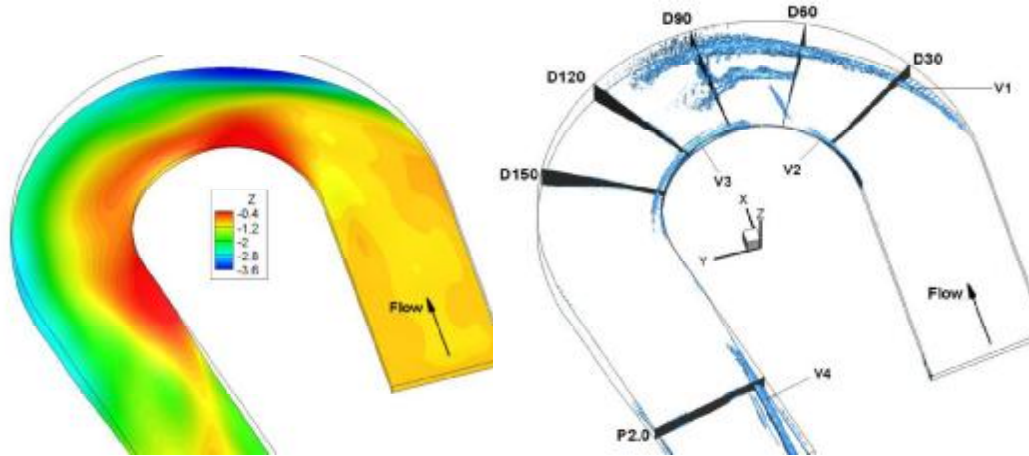 Z
-0.4
-1.2
-2
-2.8
-3.6
Flow
D90
D60
D30
D120
V1
D150
V3
V2
X
Z
Y
Flow
V4
P2.0